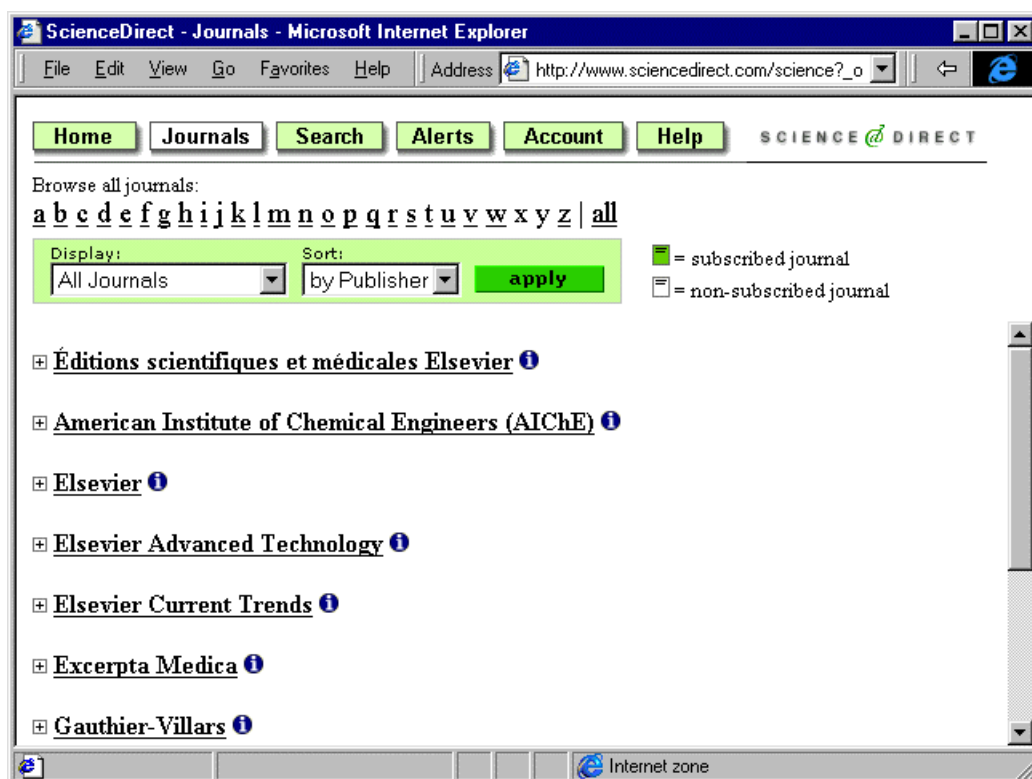 ScienceDirect - Journals - Microsoft Internet Explorer
File Edit View Go Favorites Help Address http://www.sciencedirect.com/science?_o
Home Journals Search Alerts Account Help SCIENCE @ DIRECT
Browse all journals:
a b c d e f g h i j k l m n o p q r s t u v w x y z | all
Display: Sort:
All Journals by Publisher apply
= subscribed journal
= non-subscribed journal
Éditions scientifiques et médicales Elsevier
American Institute of Chemical Engineers (AIChE)
Elsevier
Elsevier Advanced Technology
Elsevier Current Trends
Excerpta Medica
Gauthier-Villars
Internet zone